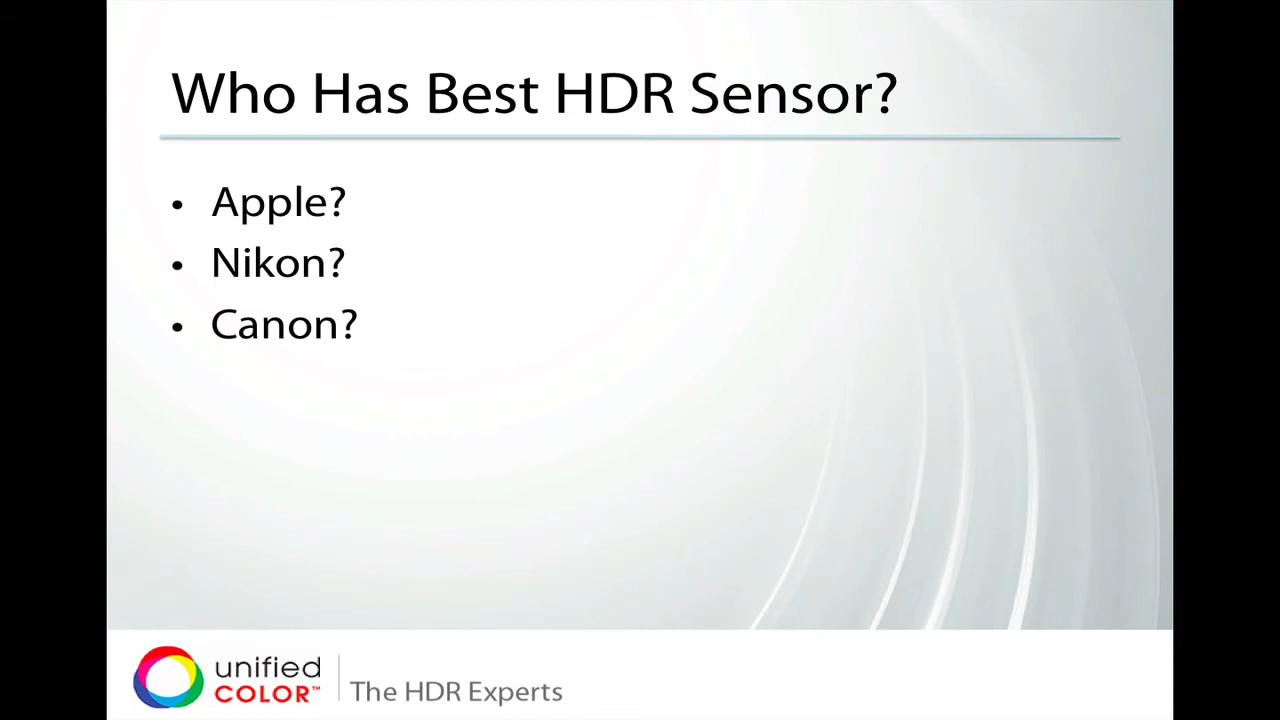 Who Has Best HDR Sensor?
• Apple?
• Nikon?
• Canon?
unified
COLOR™
The HDR Experts